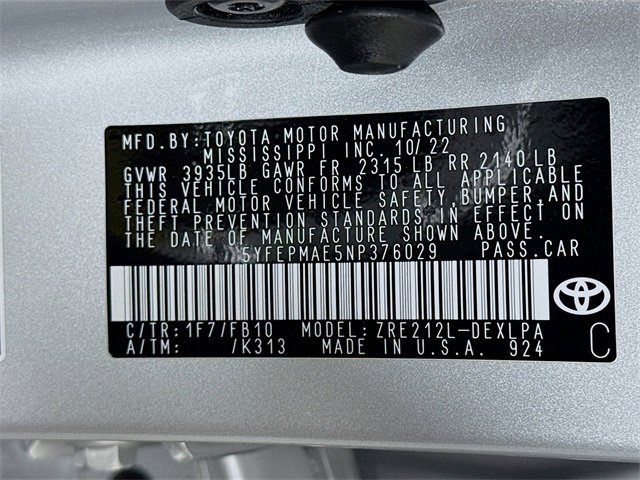 MFD. BY: TOYOTA MOTOR MANUFACTURING
MISSISSIPPI INC. 10/22
GVWR 3935LB GAWR FR 2315 LB RR 2140 LB
THIS VEHICLE CONFORMS TO ALL APPLICABLE
FEDERAL MOTOR VEHICLE SAFETY, BUMPER, AND
THEFT PREVENTION STANDARDS IN EFFECT ON
THE DATE OF MANUFACTURE SHOWN ABOVE.
5YFEPMAE5NP376029 PASS. CAR
C/TR: 1F7/FB10 MODEL: ZRE212L-DEXLPA
A/TM: /K313 MADE IN U.S.A. 924
C